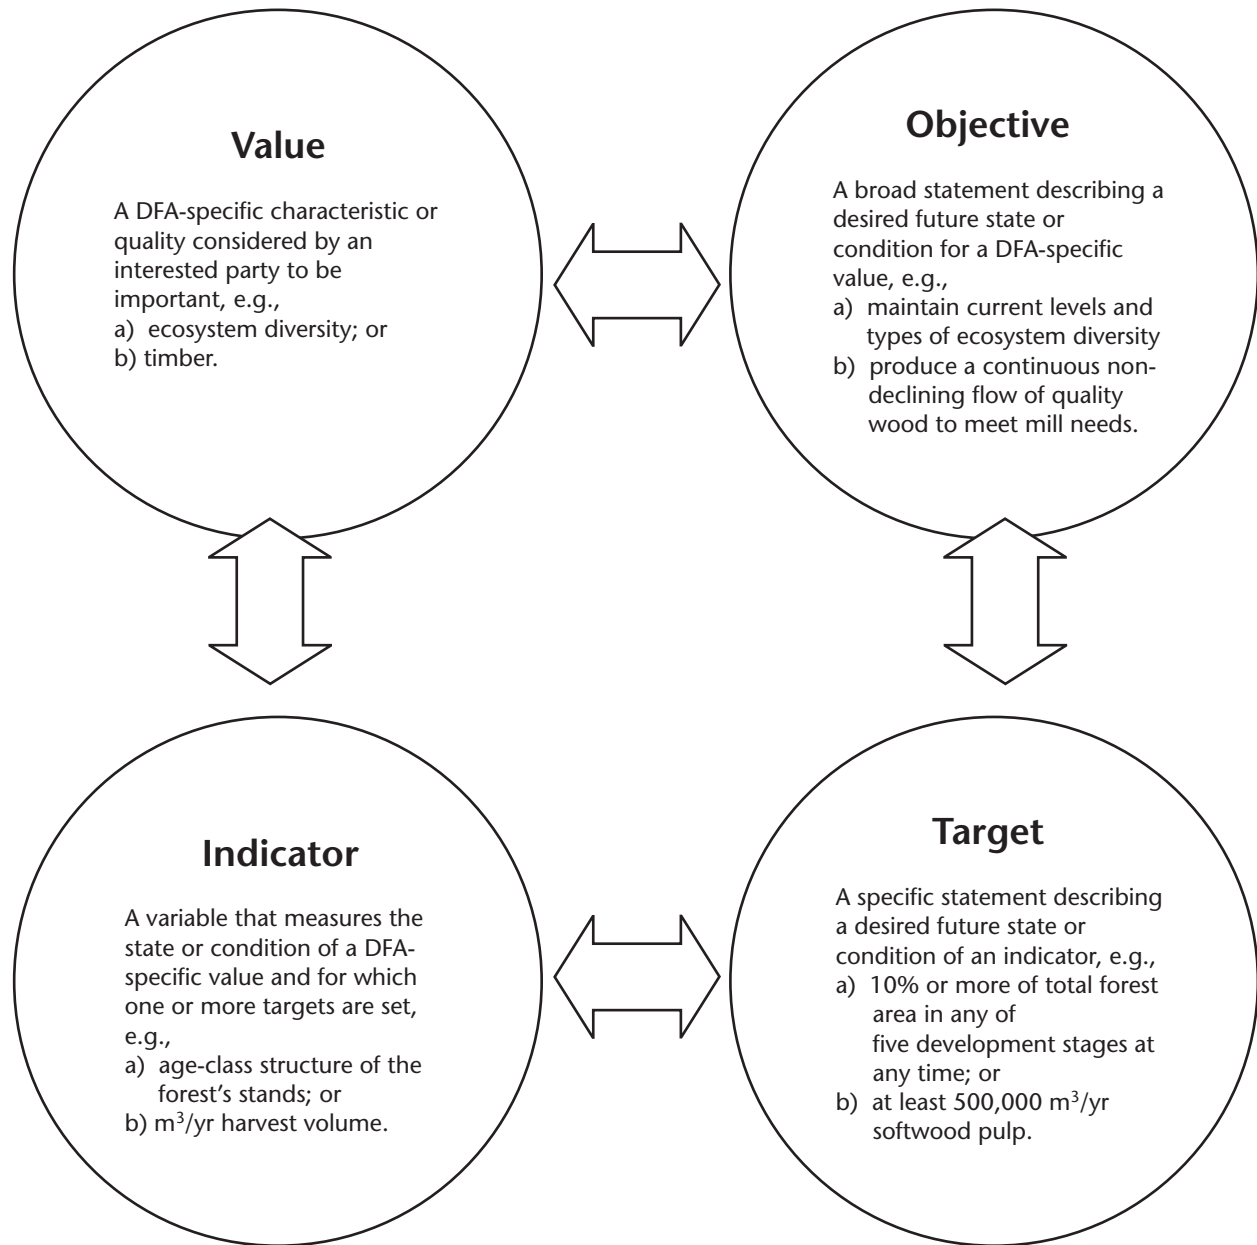 Value
A DFA-specific characteristic or
quality considered by an
interested party to be
important, e.g.,
a) ecosystem diversity; or
b) timber.
Objective
A broad statement describing a
desired future state or
condition for a DFA-specific
value, e.g.,
a) maintain current levels and
types of ecosystem diversity
b) produce a continuous non-
declining flow of quality
wood to meet mill needs.
Indicator
A variable that measures the
state or condition of a DFA-
specific value and for which
one or more targets are set,
e.g.,
a) age-class structure of the
forest’s stands; or
b) m³/yr harvest volume.
Target
A specific statement describing
a desired future state or
condition of an indicator, e.g.,
a) 10% or more of total forest
area in any of
five development stages at
any time; or
b) at least 500,000 m³/yr
softwood pulp.